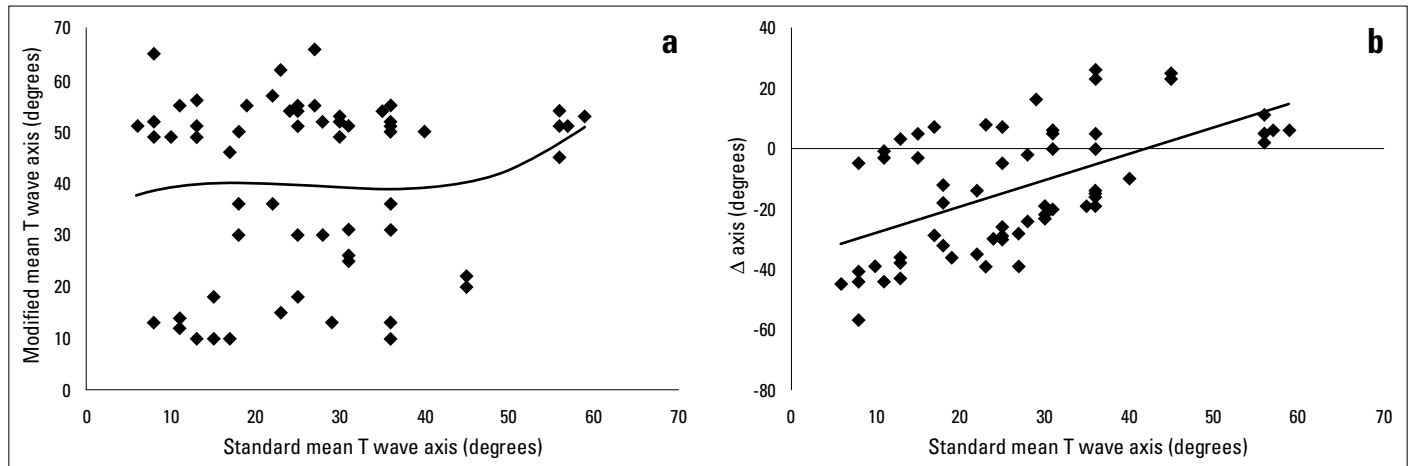 a
Modified mean T wave axis (degrees)
70
60
50
40
30
20
10
0
0 10 20 30 40 50 60 70
Standard mean T wave axis (degrees)
b
Δ axis (degrees)
40
20
0
-20
-40
-60
-80
0 10 20 30 40 50 60 70
Standard mean T wave axis (degrees)